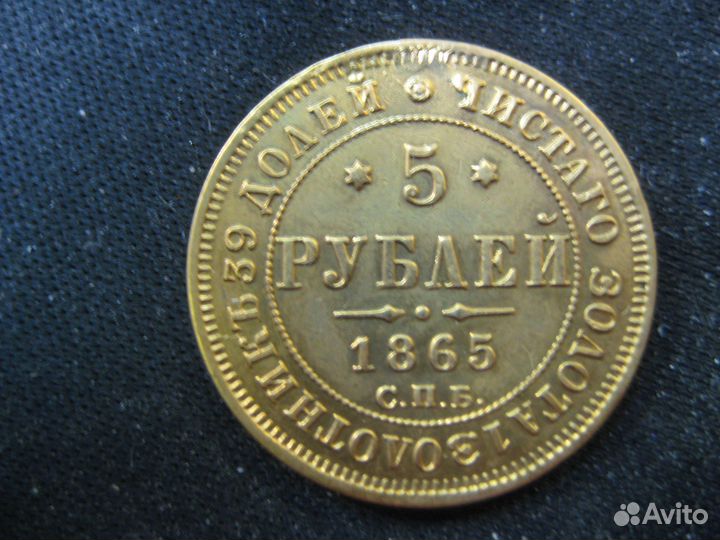 ЧИСТАГО ЗОЛОТА 1 ЗОЛОТНИКЪ 39 ДОЛЕЙ
5
РУБЛЕЙ
1865
С.П.Б.
Avito